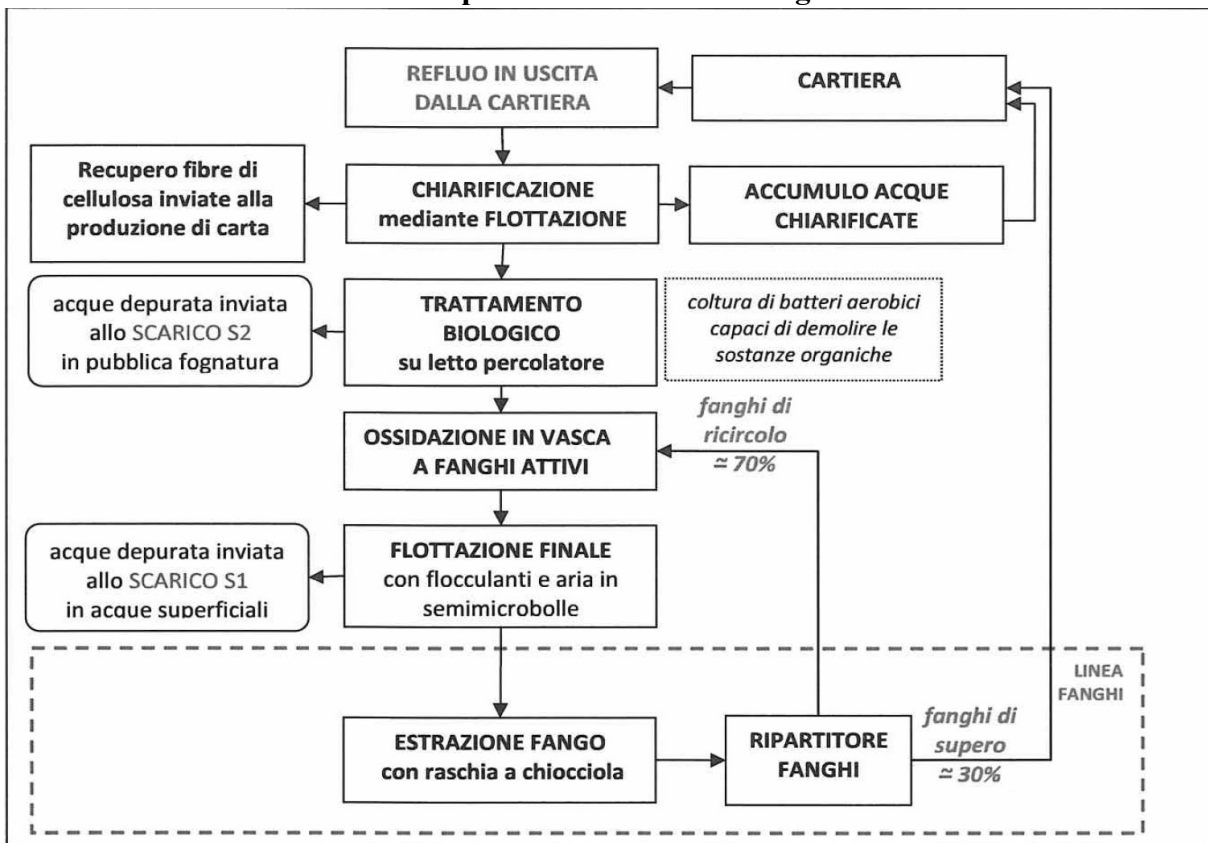 REFLUO IN USCITA
DALLA CARTIERA
CARTIERA
Recupero fibre di
cellulosa inviate alla
produzione di carta
CHIARIFICAZIONE
mediante FLOTTAZIONE
ACCUMULO ACQUE
CHIARIFICATE
acque depurata inviata
allo SCARICO S2
in pubblica fognatura
TRATTAMENTO
BIOLOGICO
su letto percolatore
coltura di batteri aerobici
capaci di demolire le
sostanze organiche
fanghi di
ricircolo
≃ 70%
OSSIDAZIONE IN VASCA
A FANGHI ATTIVI
acque depurata inviata
allo SCARICO S1
in acque superficiali
FLOTTAZIONE FINALE
con flocculanti e aria in
semimicrobolle
LINEA
FANGHI
ESTRAZIONE FANGO
con raschia a chiocciola
RIPARTITORE
FANGHI
fanghi di
supero
≃ 30%